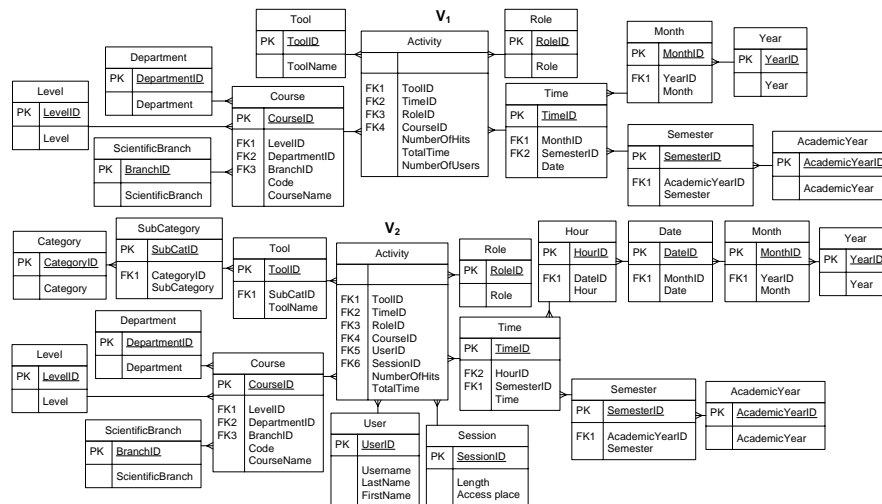 V1
Tool
PK ToolID
ToolName
Activity
FK1 ToolID
FK2 TimeID
FK3 RoleID
FK4 CourseID
NumberOfHits
TotalTime
NumberOfUsers
Role
PK RoleID
Role
Month
PK MonthID
FK1 YearID
Month
Year
PK YearID
Year
Department
PK DepartmentID
Department
Level
PK LevelID
Level
Course
PK CourseID
FK1 LevelID
FK2 DepartmentID
FK3 BranchID
Code
CourseName
ScientificBranch
PK BranchID
ScientificBranch
Time
PK TimeID
FK1 MonthID
FK2 SemesterID
Date
Semester
PK SemesterID
FK1 AcademicYearID
Semester
AcademicYear
PK AcademicYearID
AcademicYear
V2
Category
PK CategoryID
Category
SubCategory
PK SubCatID
FK1 CategoryID
SubCategory
Tool
PK ToolID
FK1 SubCatID
ToolName
Activity
FK1 ToolID
FK2 TimeID
FK3 RoleID
FK4 CourseID
FK5 UserID
FK6 SessionID
NumberOfHits
TotalTime
Role
PK RoleID
Role
Hour
PK HourID
FK1 DateID
Hour
Date
PK DateID
FK1 MonthID
Date
Month
PK MonthID
FK1 YearID
Month
Year
PK YearID
Year
Department
PK DepartmentID
Department
Level
PK LevelID
Level
Course
PK CourseID
FK1 LevelID
FK2 DepartmentID
FK3 BranchID
Code
CourseName
ScientificBranch
PK BranchID
ScientificBranch
Time
PK TimeID
FK2 HourID
FK1 SemesterID
Time
Semester
PK SemesterID
FK1 AcademicYearID
Semester
AcademicYear
PK AcademicYearID
AcademicYear
User
PK UserID
Username
LastName
FirstName
Session
PK SessionID
Length
Access place